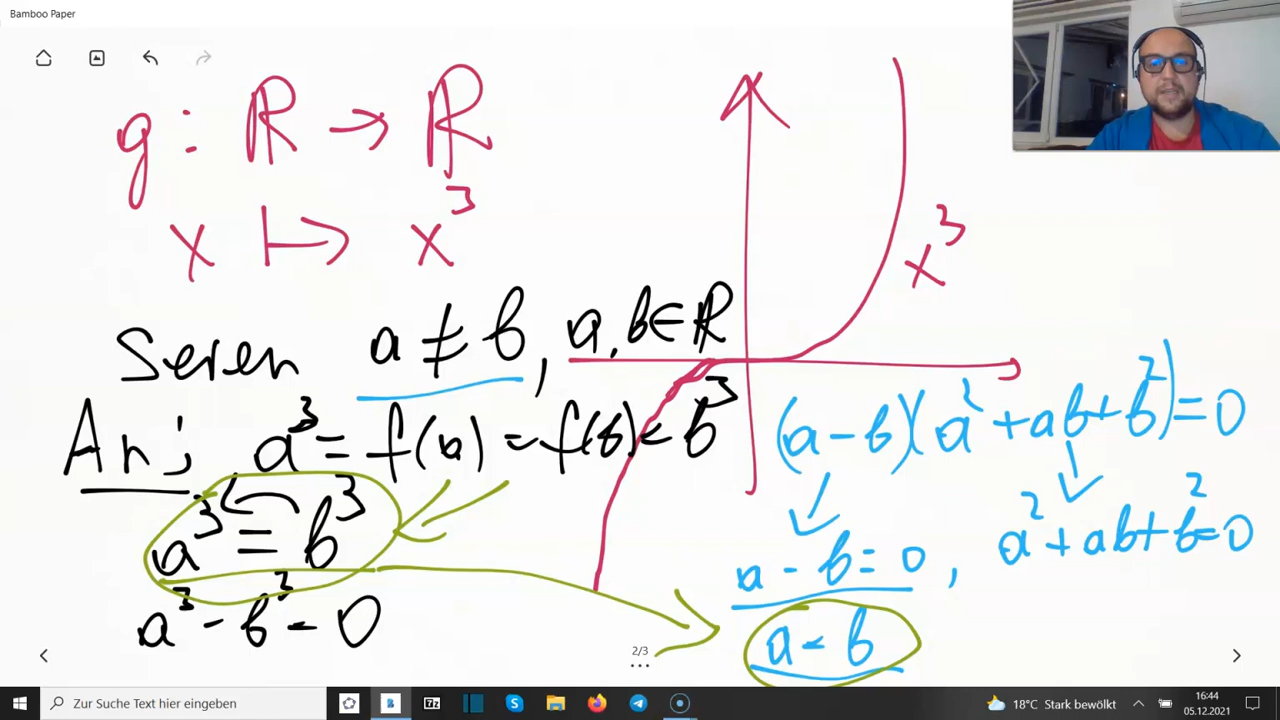 Bamboo Paper
g: ℝ → ℝ
x ↦ x³
x³
Seien a ≠ b, a, b ∈ ℝ
An; a³ = f(a) = f(b) = b³
a³ = b³
a³ - b³ = 0
(a - b)(a² + ab + b²) = 0
a - b = 0, a² + ab + b² = 0
a = b
2/3
Zur Suche Text hier eingeben
18°C Stark bewölkt
16:44
05.12.2021